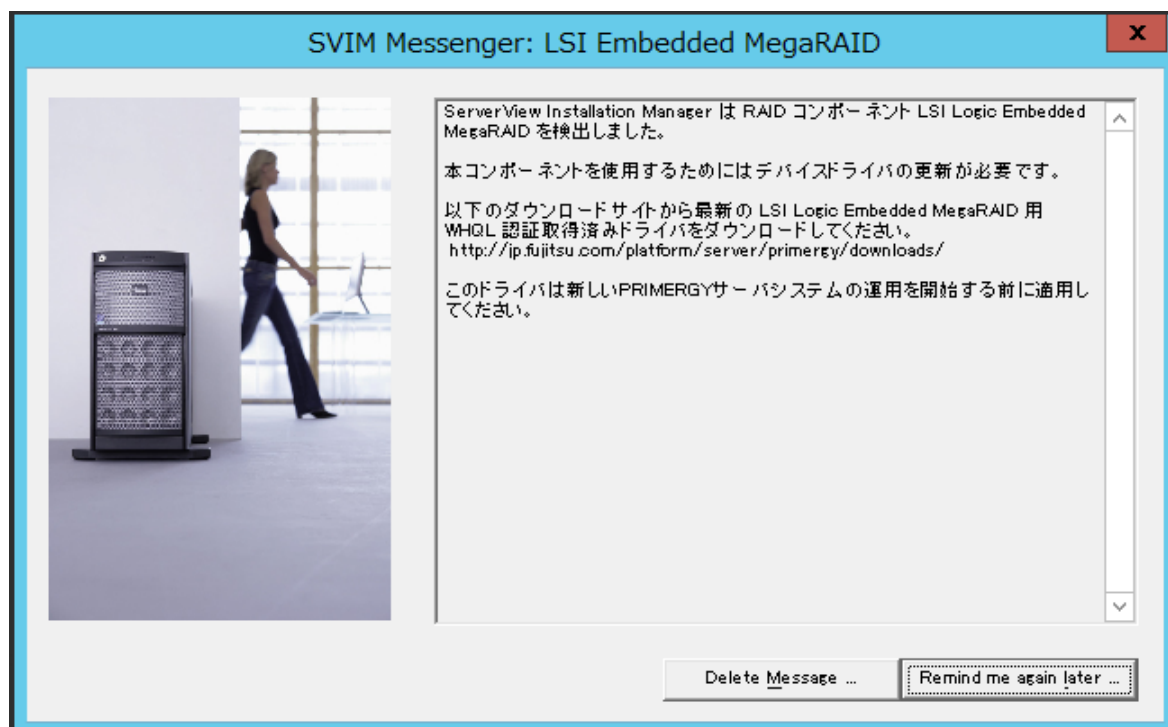 SVIM Messenger: LSI Embedded MegaRAID
x
ServerView Installation Manager は RAID コンポーネント LSI Logic Embedded
MegaRAID を検出しました。
本コンポーネントを使用するためにはデバイスドライバの更新が必要です。
以下のダウンロードサイトから最新の LSI Logic Embedded MegaRAID 用
WHQL 認証取得済みドライバをダウンロードしてください。
http://jp.fujitsu.com/platform/server/primergy/downloads/
このドライバは新しいPRIMERGYサーバシステムの運用を開始する前に適用し
てください。
Delete Message ...
Remind me again later ...